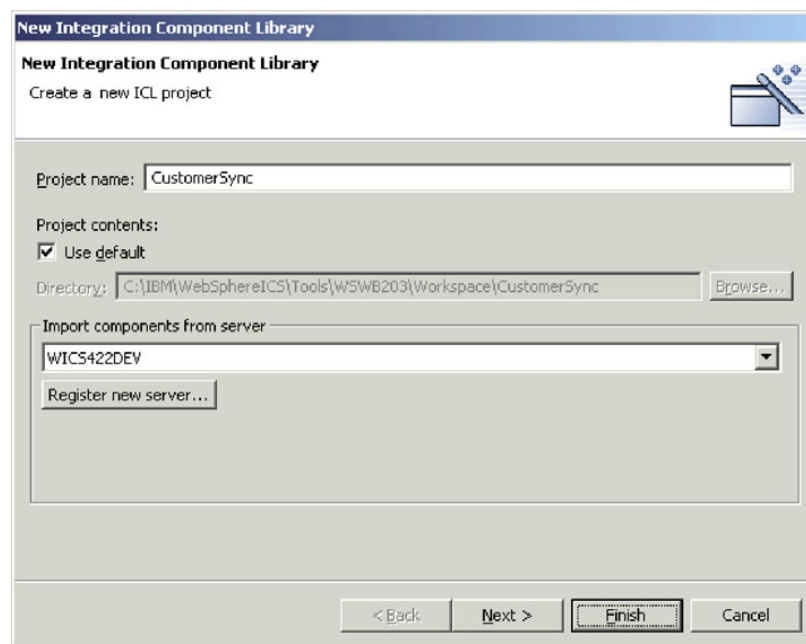 New Integration Component Library
New Integration Component Library
Create a new ICL project
Project name: CustomerSync
Project contents:
Use default
Directory: C:\IBM\WebSphereICS\Tools\WSWB203\Workspace\CustomerSync Browse...
Import components from server
WICS422DEV
Register new server...
< Back Next > Finish Cancel